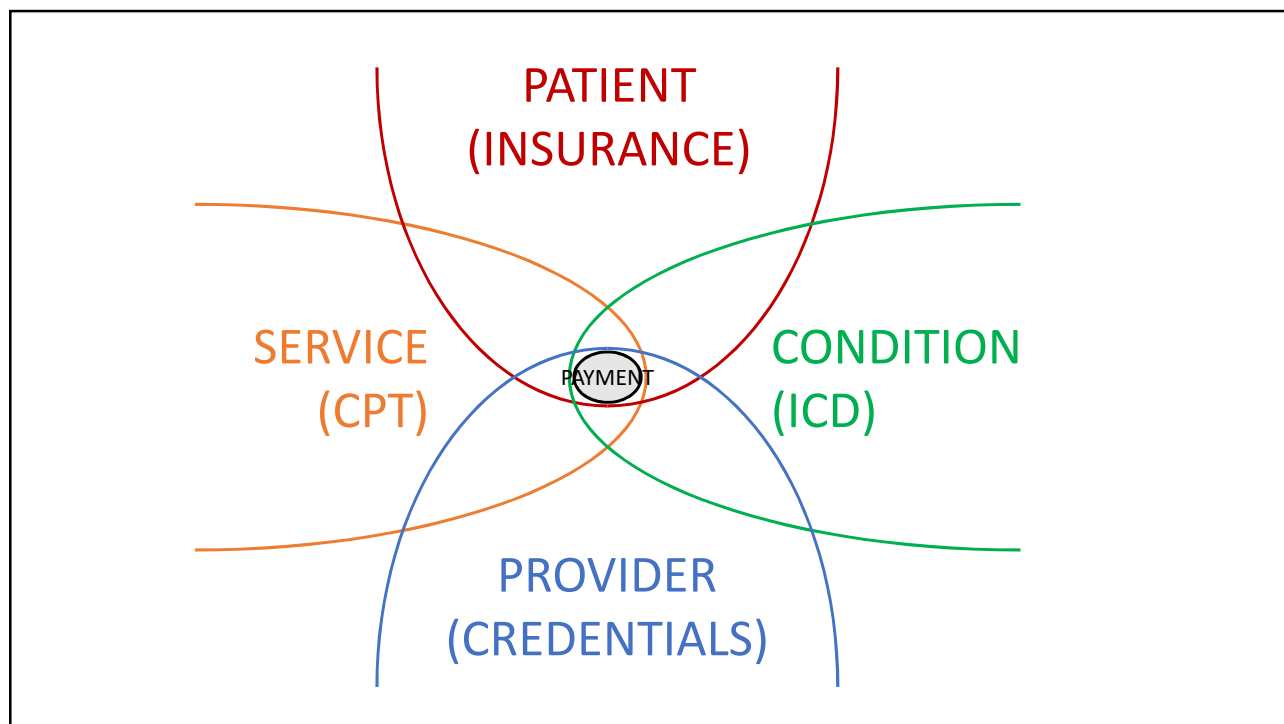 PATIENT
(INSURANCE)
SERVICE
(CPT)
PAYMENT
CONDITION
(ICD)
PROVIDER
(CREDENTIALS)